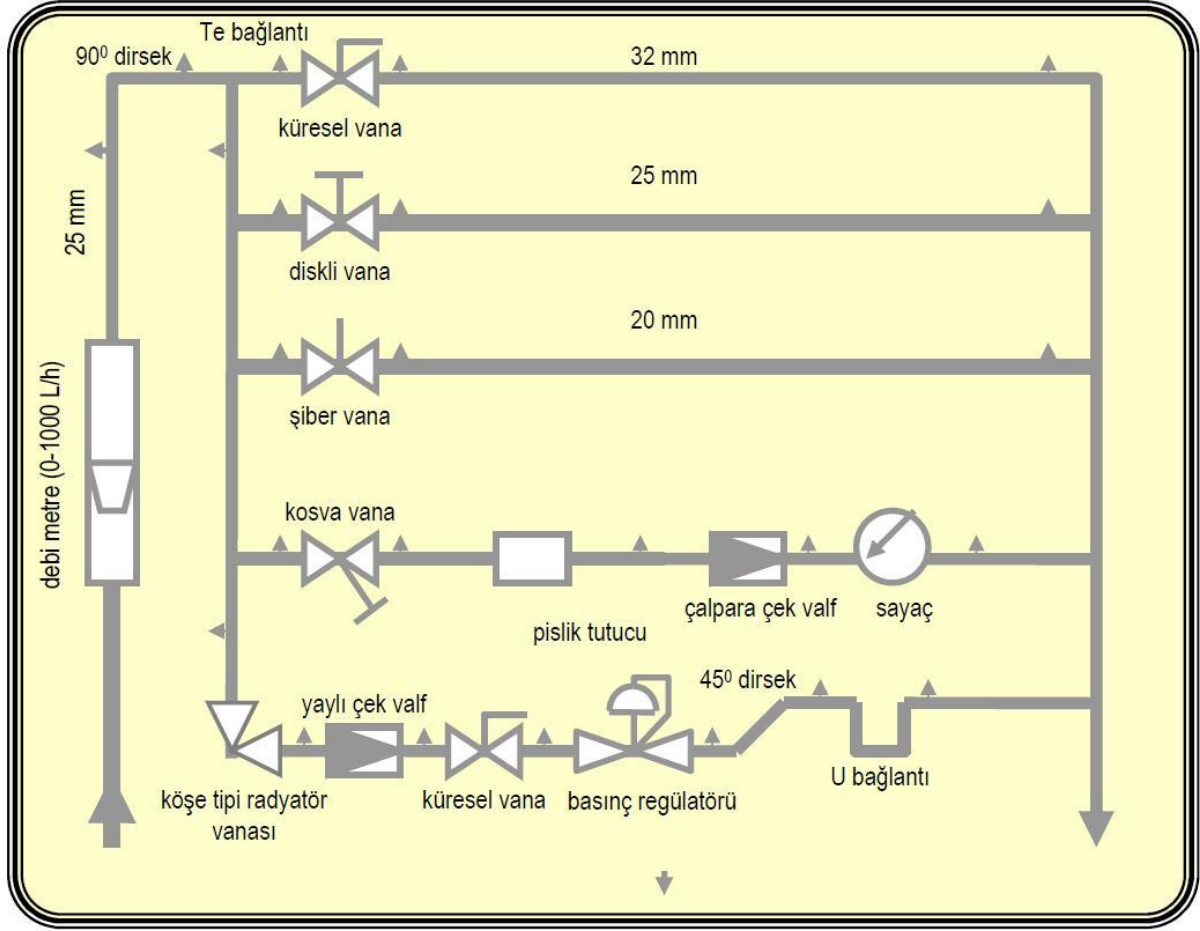 Te bağlantı
90⁰ dirsek
32 mm
küresel vana
25 mm
25 mm
diskli vana
20 mm
şiber vana
debi metre (0-1000 L/h)
kosva vana
çalpara çek valf
sayaç
pislik tutucu
45⁰ dirsek
yaylı çek valf
U bağlantı
köşe tipi radyatör
vanası
küresel vana
basınç regülatörü